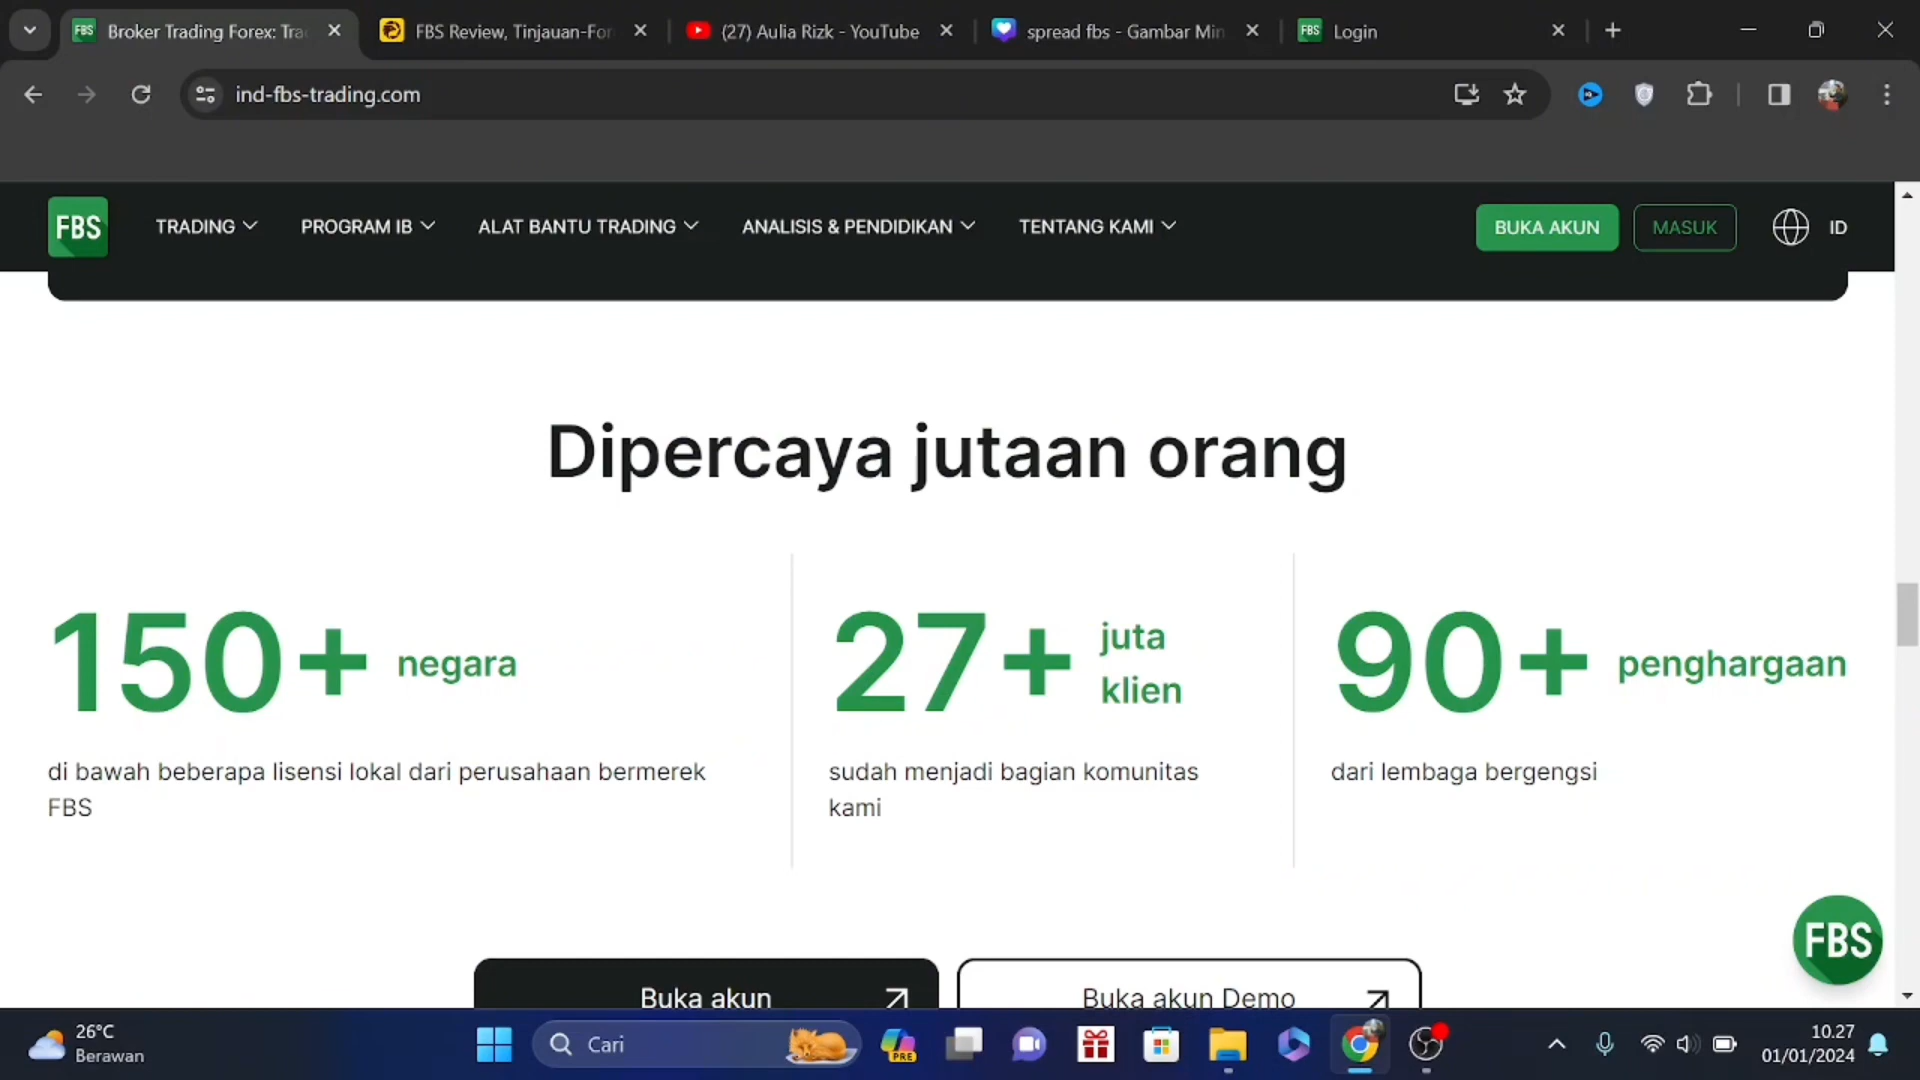 FBS Broker Trading Forex: Tra
FBS Review, Tinjauan-For
(27) Aulia Rizk - YouTube
spread fbs - Gambar Min
FBS Login
ind-fbs-trading.com
FBS
TRADING
PROGRAM IB
ALAT BANTU TRADING
ANALISIS & PENDIDIKAN
TENTANG KAMI
BUKA AKUN
MASUK
ID
Dipercaya jutaan orang
150+ negara
di bawah beberapa lisensi lokal dari perusahaan bermerek
FBS
27+ juta
klien
sudah menjadi bagian komunitas
kami
90+ penghargaan
dari lembaga bergengsi
FBS
Buka akun
Buka akun Demo
26°C
Berawan
Cari
PRE
10.27
01/01/2024